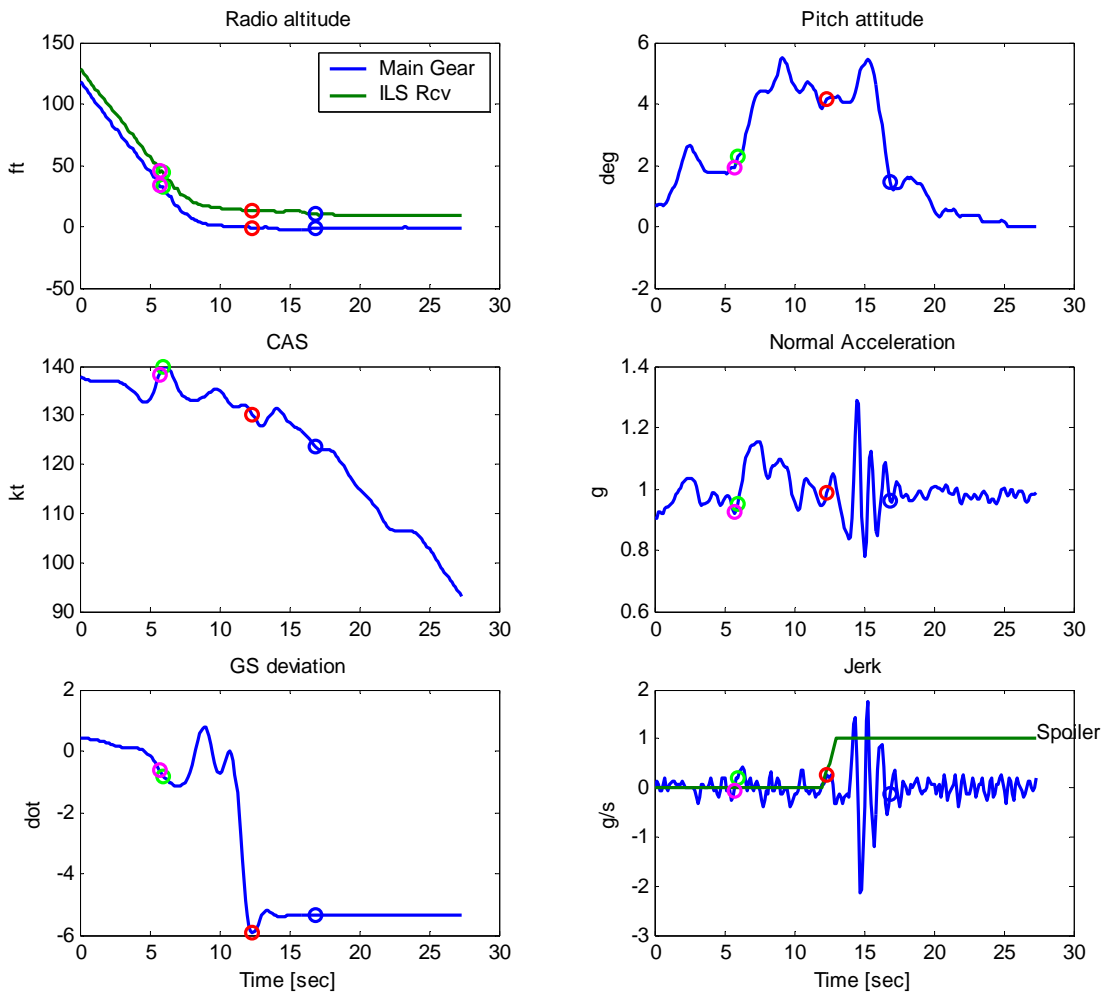 Radio altitude
150
100
50
0
-50
ft
0 5 10 15 20 25 30
Main Gear
ILS Rcv
Pitch attitude
6
4
2
0
-2
deg
0 5 10 15 20 25 30
CAS
140
130
120
110
100
90
kt
0 5 10 15 20 25 30
Normal Acceleration
1.4
1.2
1
0.8
0.6
g
0 5 10 15 20 25 30
GS deviation
2
0
-2
-4
-6
dot
0 5 10 15 20 25 30
Time [sec]
Jerk
2
1
0
-1
-2
-3
g/s
Spoiler
0 5 10 15 20 25 30
Time [sec]